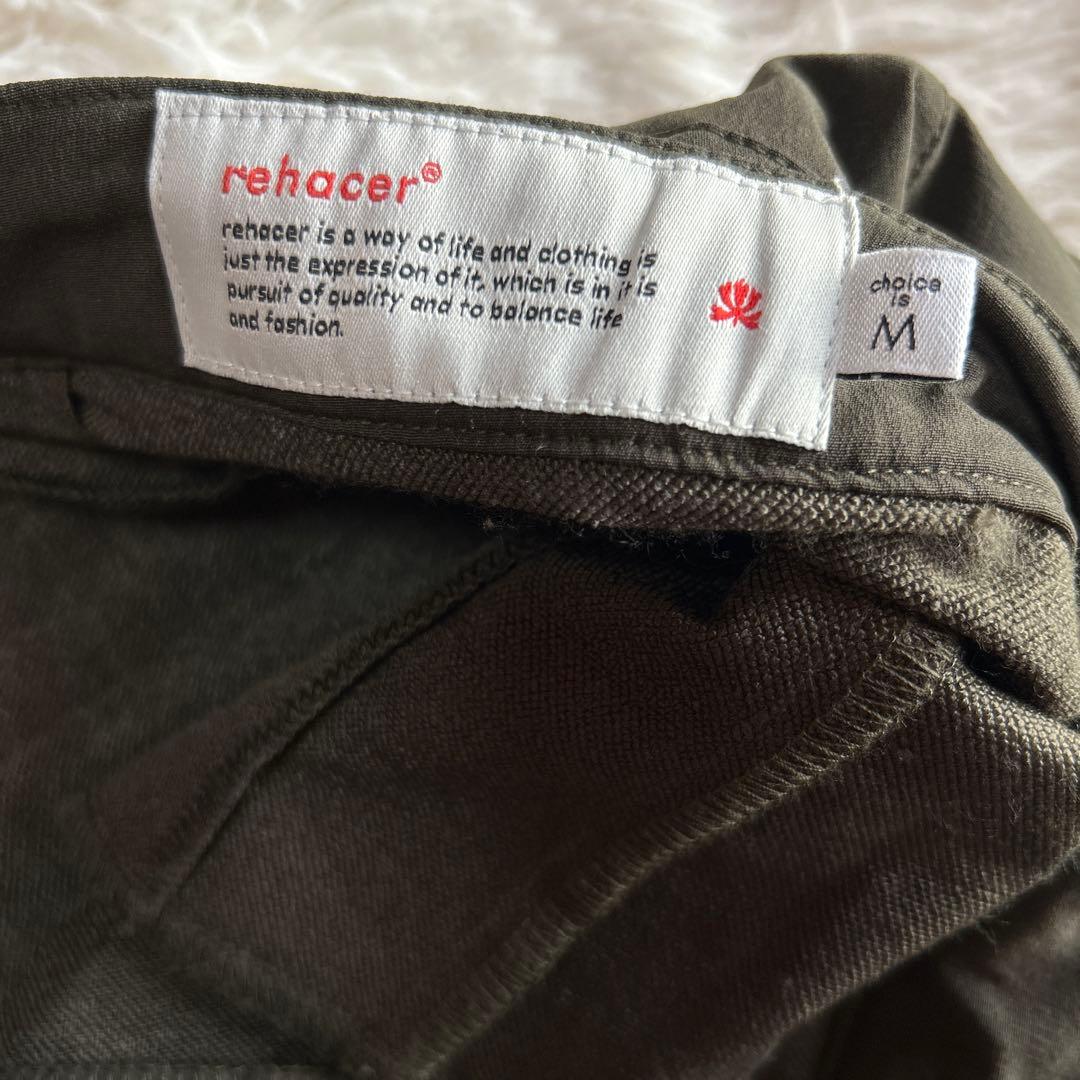 rehacer®
rehacer is a way of life and clothing is
just the expression of it, which is in it is
pursuit of quality and to balance life
and fashion.
choice
is
M